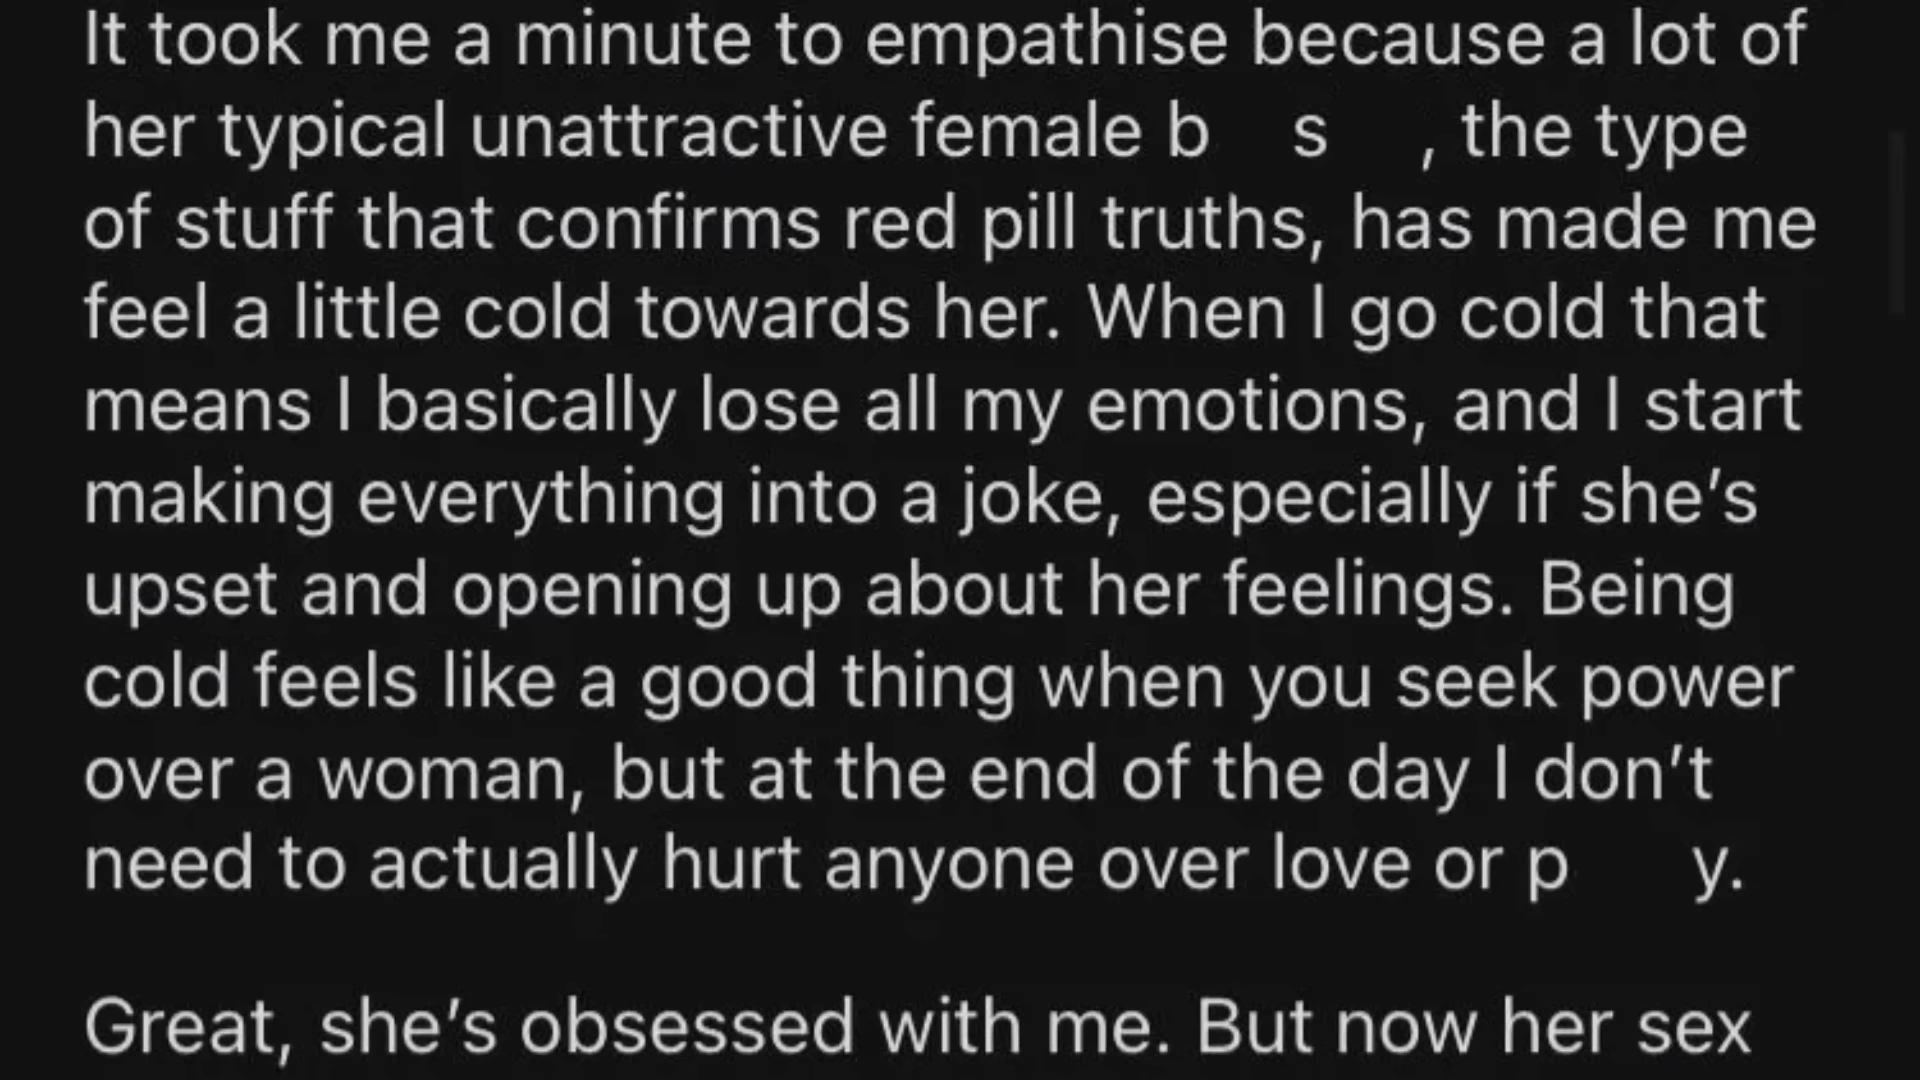 It took me a minute to empathise because a lot of
her typical unattractive female b s , the type
of stuff that confirms red pill truths, has made me
feel a little cold towards her. When I go cold that
means I basically lose all my emotions, and I start
making everything into a joke, especially if she’s
upset and opening up about her feelings. Being
cold feels like a good thing when you seek power
over a woman, but at the end of the day I don’t
need to actually hurt anyone over love or p y.
Great, she’s obsessed with me. But now her sex